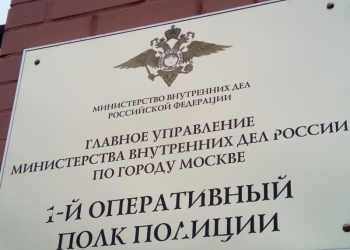 МИНИСТЕРСТВО ВНУТРЕННИХ ДЕЛ
РОССИЙСКОЙ ФЕДЕРАЦИИ
ГЛАВНОЕ УПРАВЛЕНИЕ
МИНИСТЕРСТВА ВНУТРЕННИХ ДЕЛ РОССИИ
ПО ГОРОДУ МОСКВЕ
1-Й ОПЕРАТИВНЫЙ
ПОЛК ПОЛИЦИИ